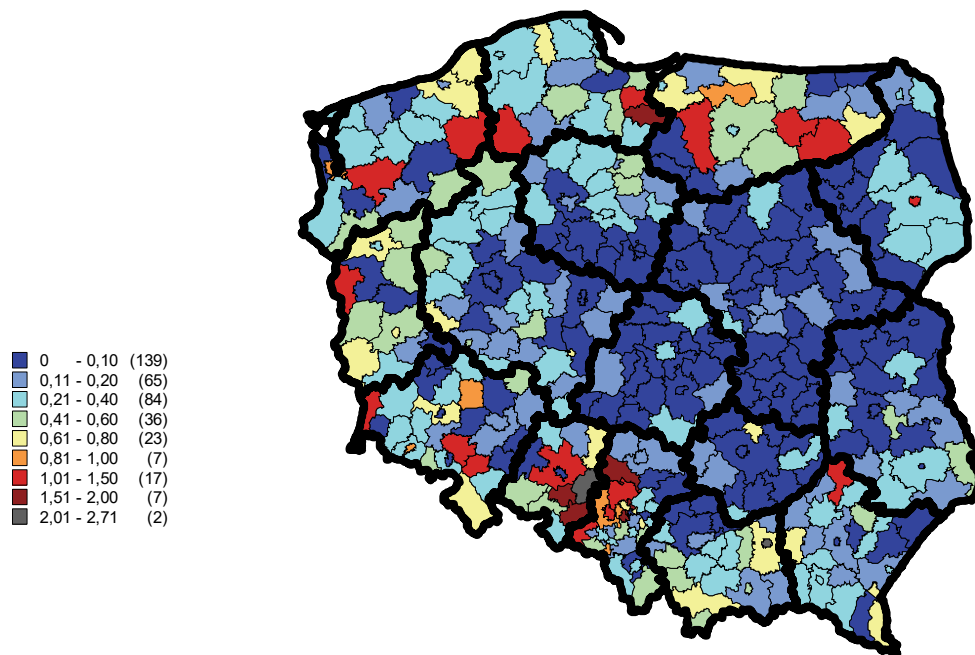 0 - 0,10 (139)
0,11 - 0,20 (65)
0,21 - 0,40 (84)
0,41 - 0,60 (36)
0,61 - 0,80 (23)
0,81 - 1,00 (7)
1,01 - 1,50 (17)
1,51 - 2,00 (7)
2,01 - 2,71 (2)